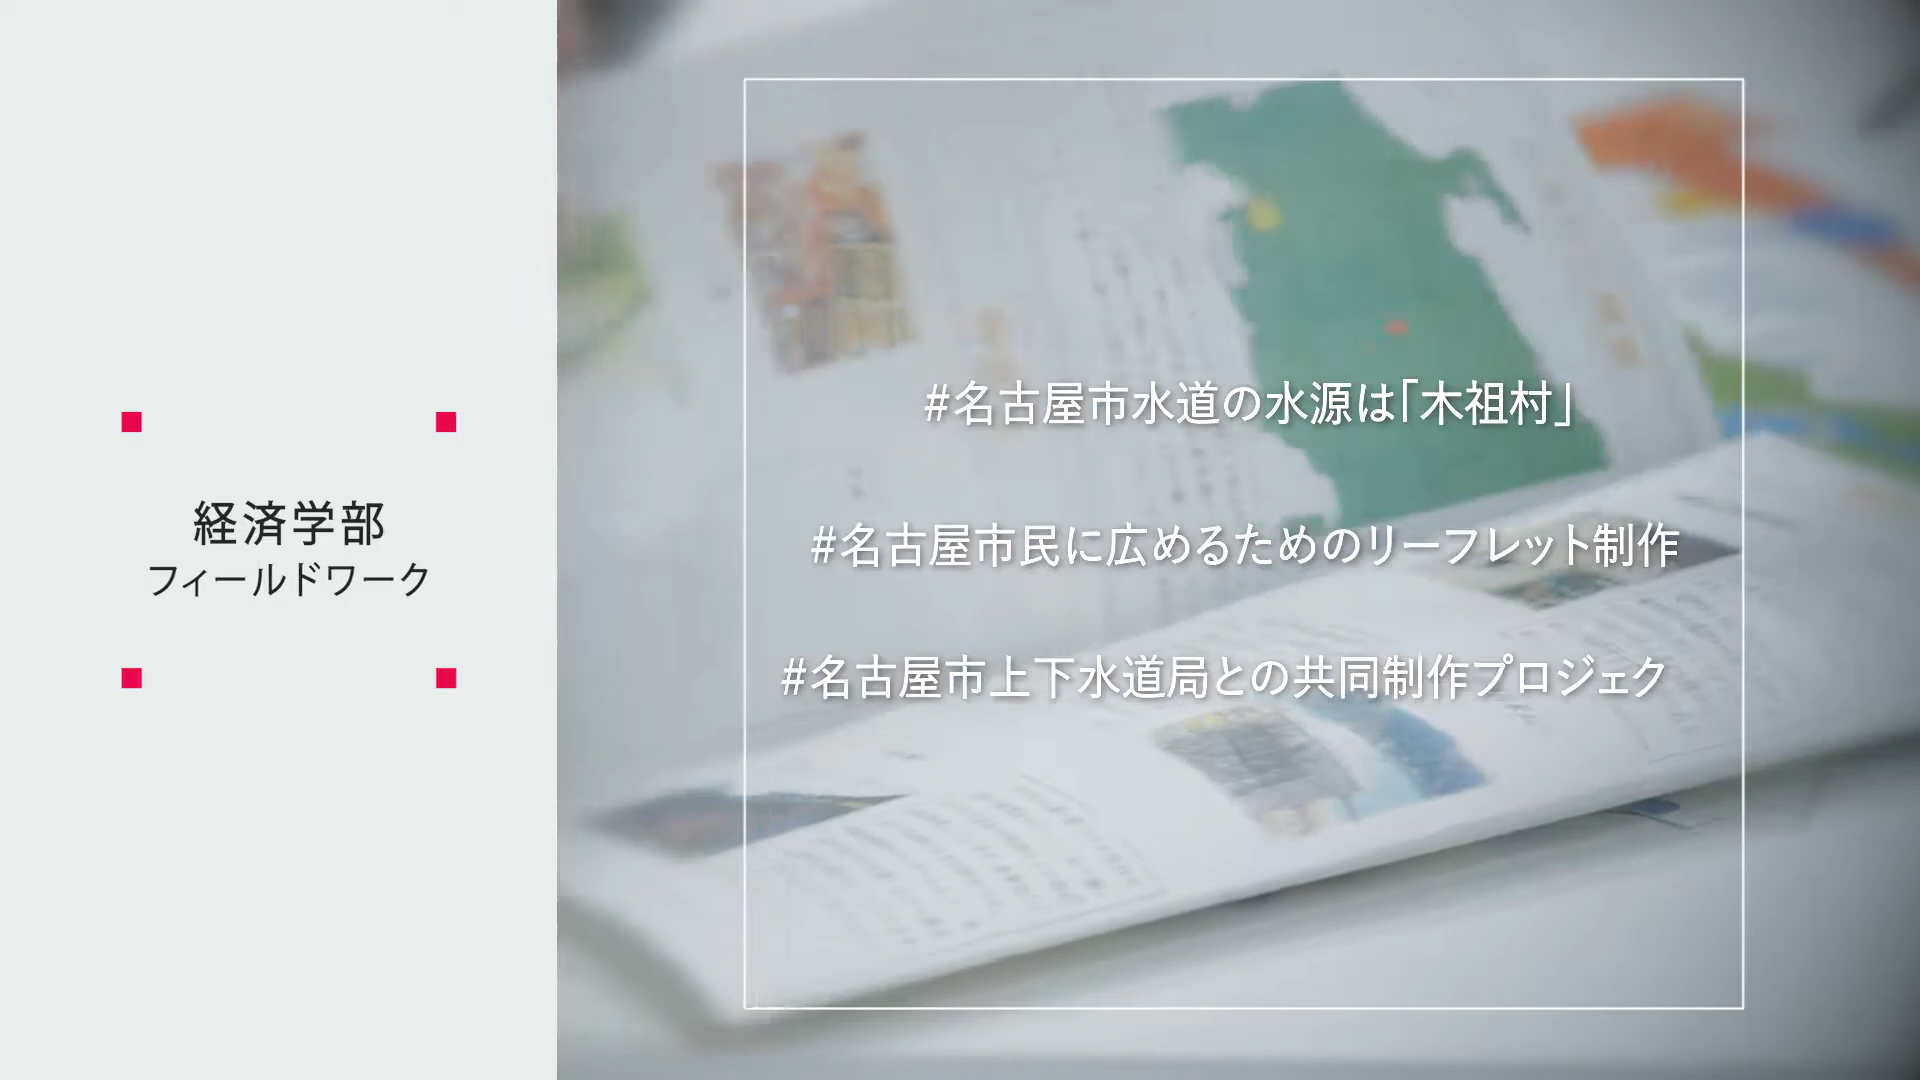 経済学部
フィールドワーク
#名古屋市水道の水源は「木祖村」
#名古屋市民に広めるためのリーフレット制作
#名古屋市上下水道局との共同制作プロジェク